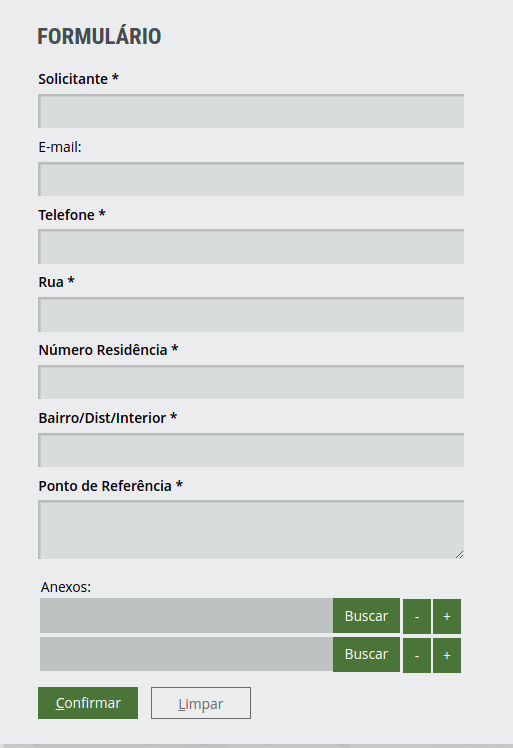 FORMULÁRIO
Solicitante *
E-mail:
Telefone *
Rua *
Número Residência *
Bairro/Dist/Interior *
Ponto de Referência *
Anexos:
Buscar - +
Buscar - +
Confirmar Limpar